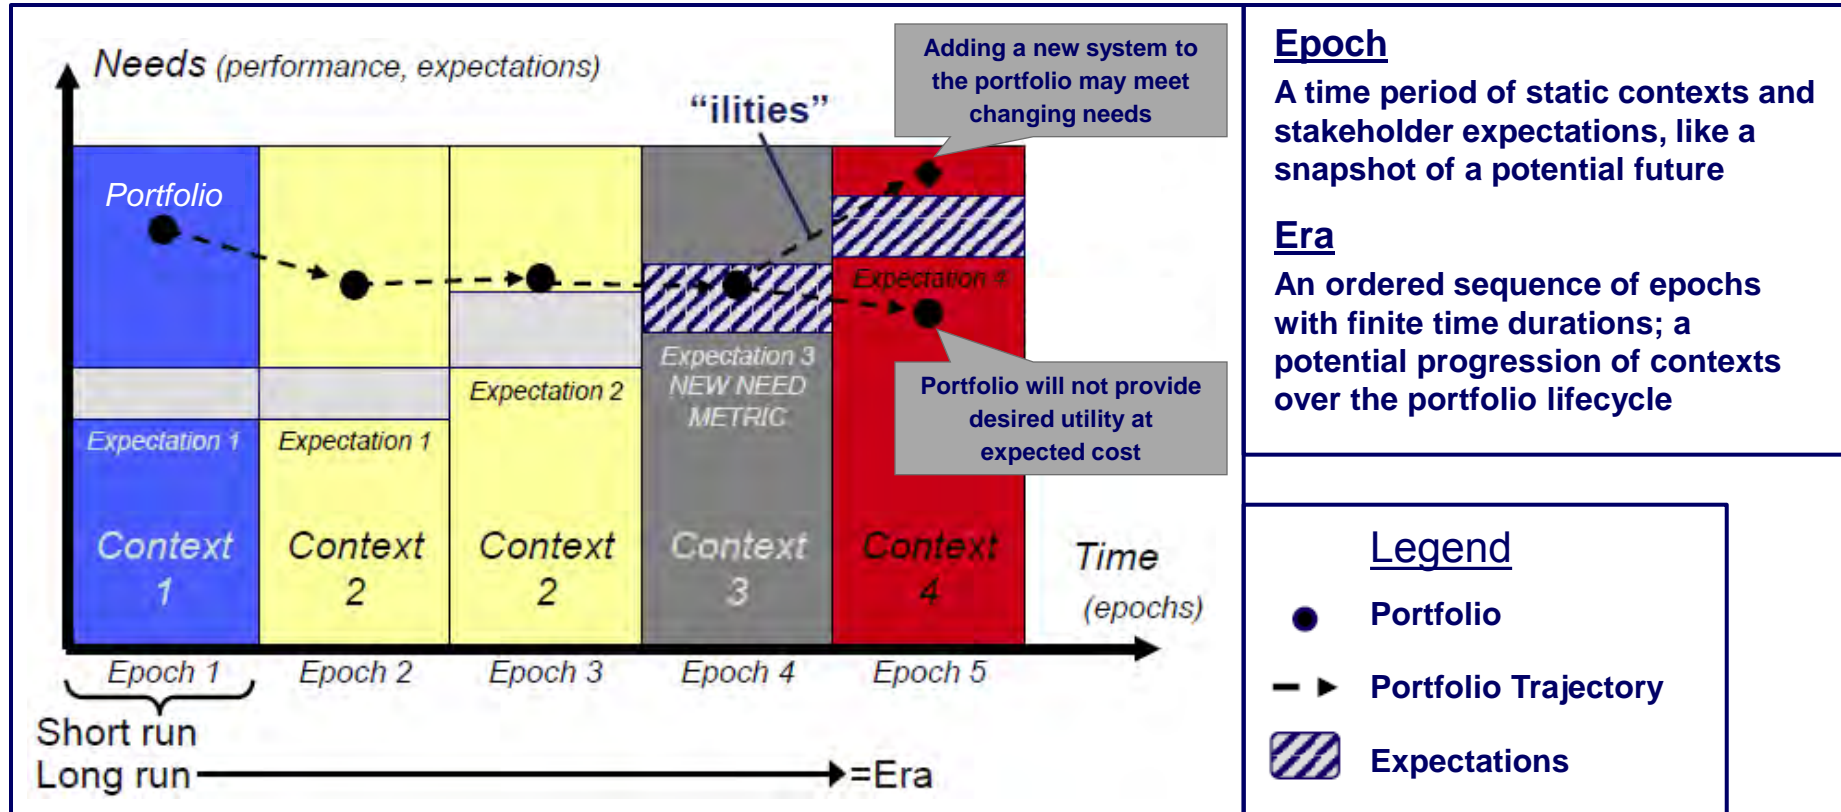 Needs (performance, expectations)
"ilities"
Adding a new system to
the portfolio may meet
changing needs
Portfolio
Expectation 1
Expectation 1
Expectation 2
Expectation 3
NEW NEED
METRIC
Expectation 4
Portfolio will not provide
desired utility at
expected cost
Context
1
Context
2
Context
2
Context
3
Context
4
Time
(epochs)
Epoch 1
Epoch 2
Epoch 3
Epoch 4
Epoch 5
Short run
Long run
=Era
Epoch
A time period of static contexts and
stakeholder expectations, like a
snapshot of a potential future
Era
An ordered sequence of epochs
with finite time durations; a
potential progression of contexts
over the portfolio lifecycle
Legend
Portfolio
Portfolio Trajectory
Expectations